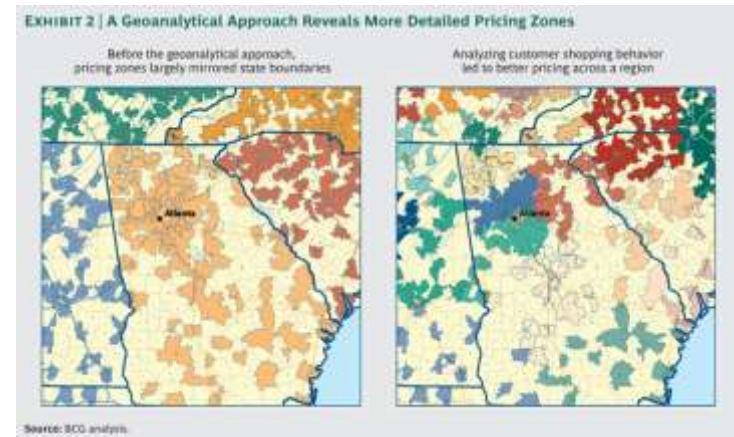 EXHIBIT 2 | A Geoanalytical Approach Reveals More Detailed Pricing Zones
Before the geoanalytical approach,
pricing zones largely mirrored state boundaries
Analyzing customer shopping behavior
led to better pricing across a region
Atlanta
Atlanta
Source: BCG analysis.